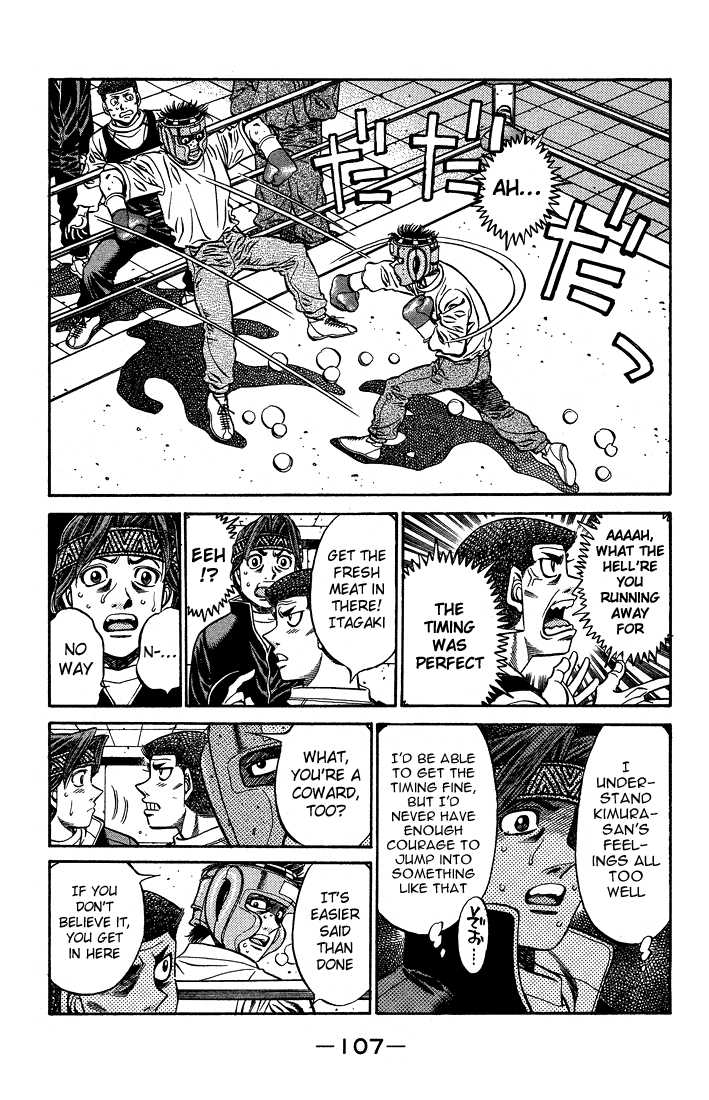 AH...
ダダ
ダダッ
AAAAH,
WHAT THE
HELL'RE
YOU
RUNNING
AWAY
FOR
THE
TIMING
WAS
PERFECT
GET THE
FRESH
MEAT IN
THERE!
ITAGAKI
EEH
!?
N-...
NO
WAY
I
UNDER-
STAND
KIMURA-
SAN'S
FEEL-
INGS ALL
TOO
WELL
I'D BE ABLE
TO GET THE
TIMING FINE,
BUT I'D
NEVER HAVE
ENOUGH
COURAGE TO
JUMP INTO
SOMETHING
LIKE THAT
ぞお…
WHAT,
YOU'RE A
COWARD,
TOO?
IT'S
EASIER
SAID
THAN
DONE
IF YOU
DON'T
BELIEVE IT,
YOU GET
IN HERE
—107—